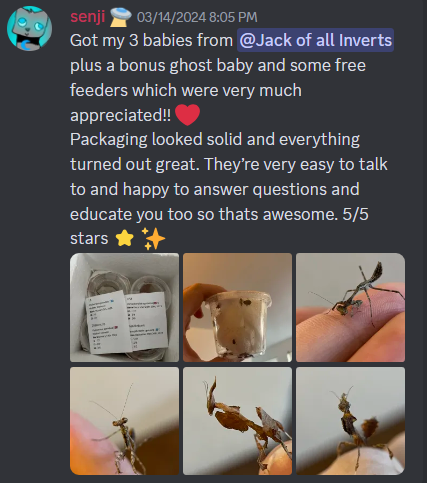 senji 03/14/2024 8:05 PM
Got my 3 babies from @Jack of all Inverts
plus a bonus ghost baby and some free
feeders which were very much
appreciated!! ❤️
Packaging looked solid and everything
turned out great. They're very easy to talk
to and happy to answer questions and
educate you too so thats awesome. 5/5
stars ⭐ ✨